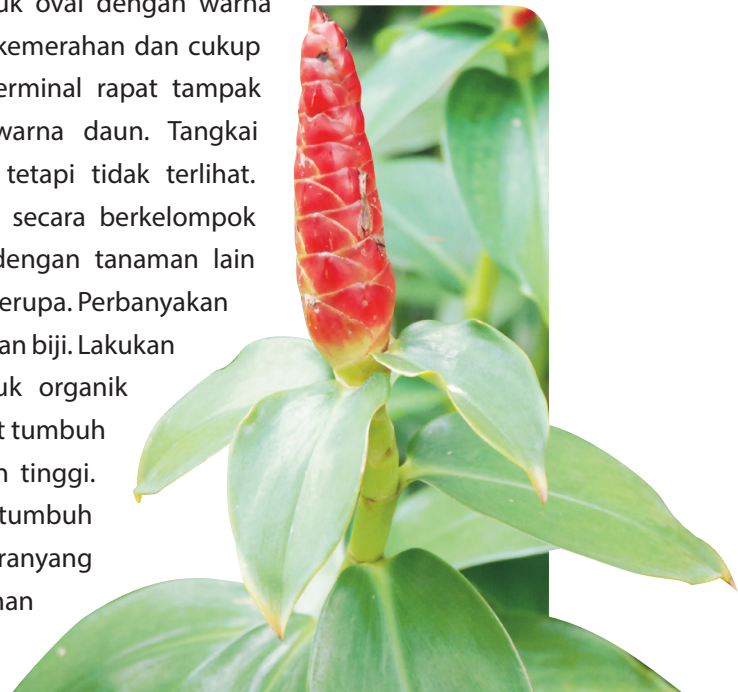 uk oval dengan warna
kemerahan dan cukup
erminal rapat tampak
warna daun. Tangkai
tetapi tidak terlihat.
secara berkelompok
dengan tanaman lain
erupa. Perbanyakan
an biji. Lakukan
uk organik
t tumbuh
n tinggi.
tumbuh
ranyang
nan